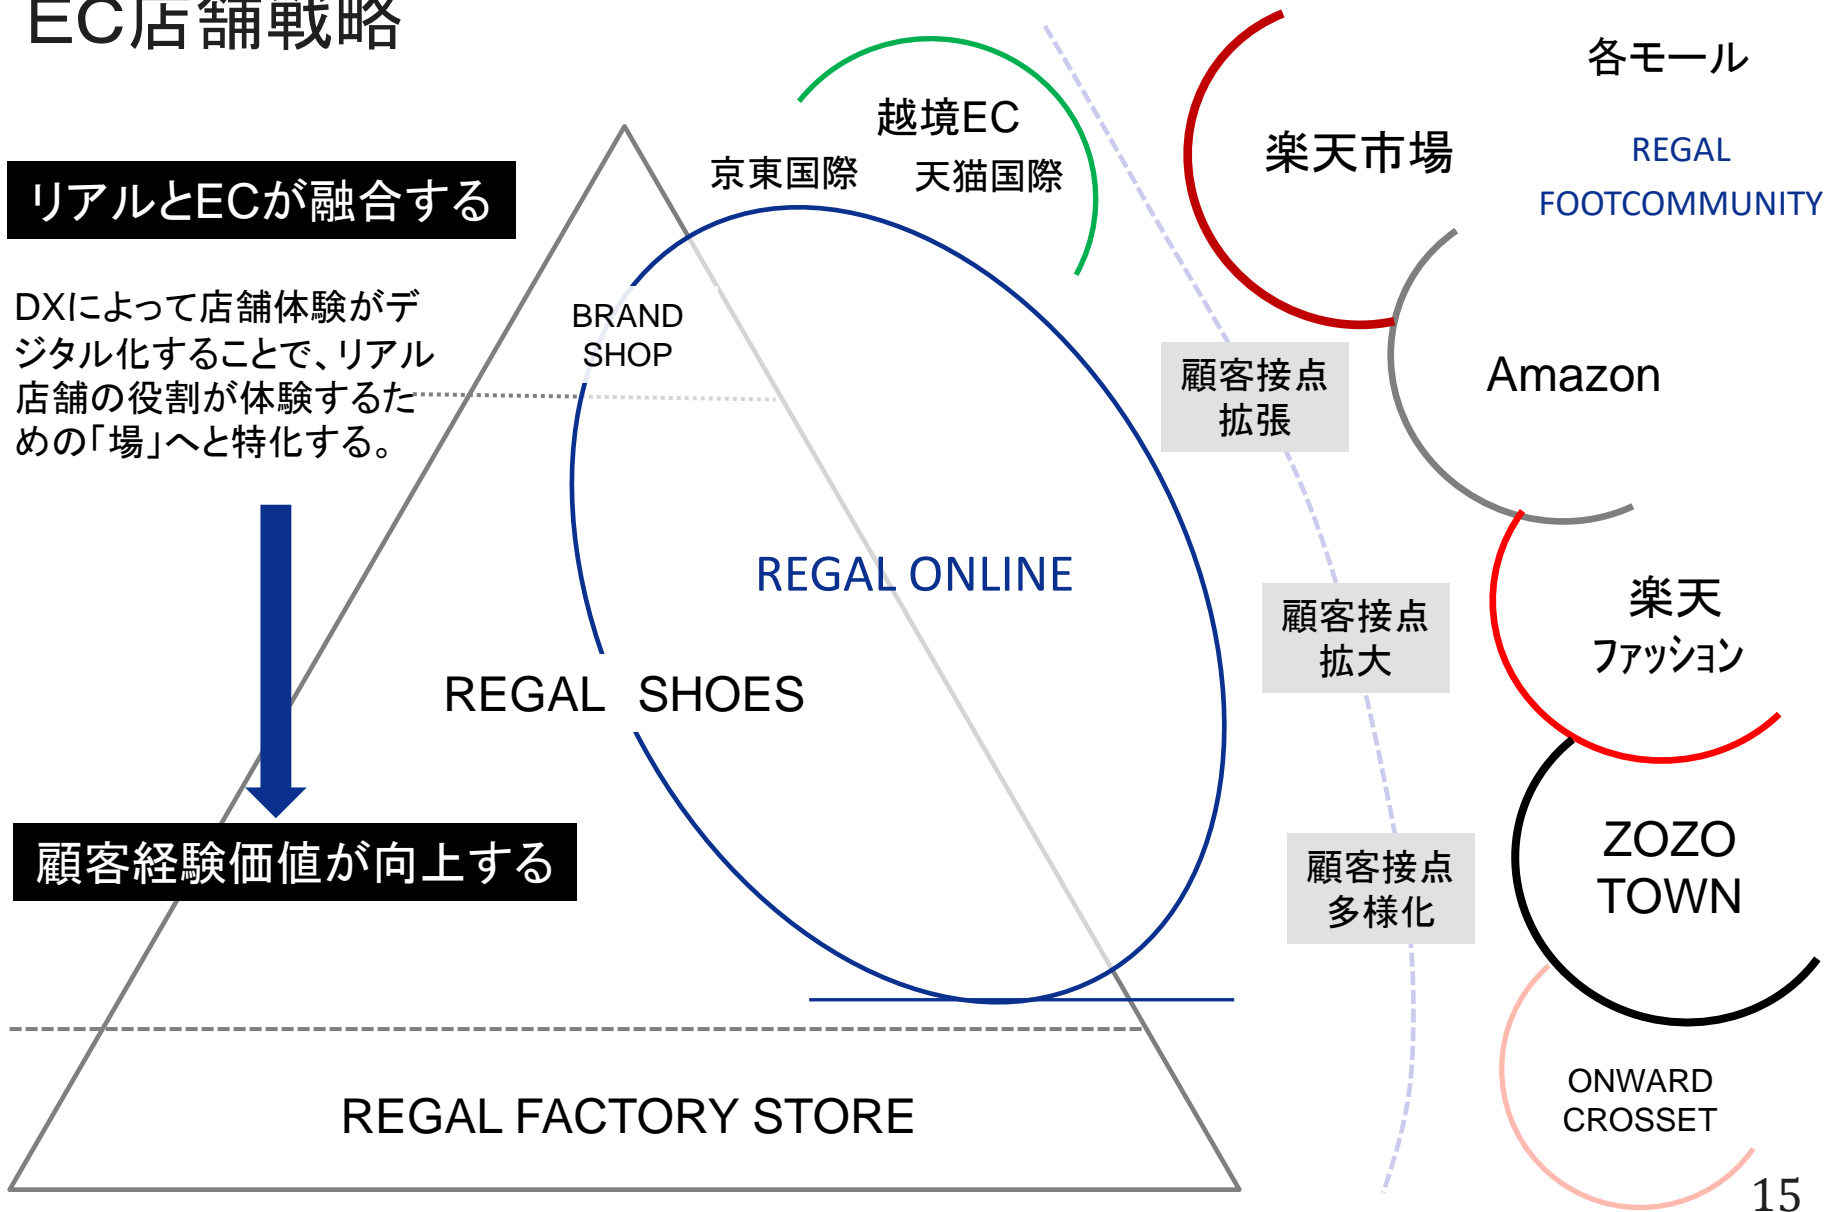 EC店舗戦略
リアルとECが融合する
DXによって店舗体験がデ
ジタル化することで、リアル
店舗の役割が体験するた
めの「場」へと特化する。
顧客経験価値が向上する
越境EC
京東国際 天猫国際
BRAND
SHOP
REGAL ONLINE
REGAL SHOES
REGAL FACTORY STORE
顧客接点
拡張
顧客接点
拡大
顧客接点
多様化
各モール
REGAL
FOOTCOMMUNITY
楽天市場
Amazon
楽天
ファッション
ZOZO
TOWN
ONWARD
CROSSET
15